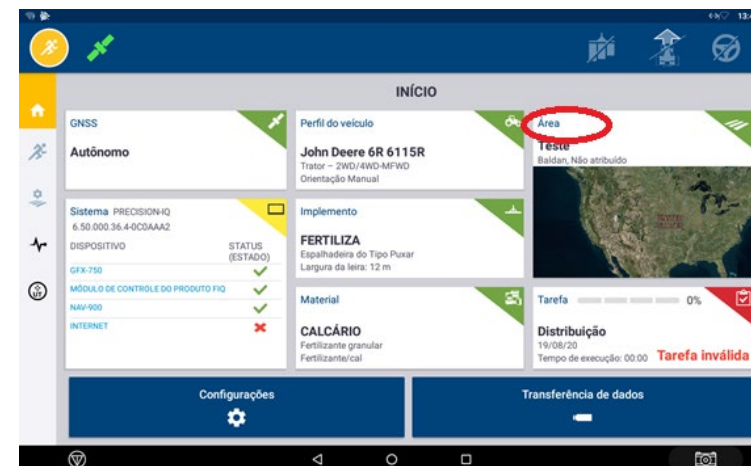 13:4
INÍCIO
GNSS
Autônomo
Perfil do veículo
John Deere 6R 6115R
Trator – 2WD/4WD-MFWD
Orientação Manual
Área
Teste
Baldan, Não atribuído
Sistema PRECISION-IQ
6.50.000.36.4-0C0AAA2
DISPOSITIVO STATUS
(ESTADO)
GFX-750
MÓDULO DE CONTROLE DO PRODUTO FIQ
NAV-900
INTERNET
Implemento
FERTILIZA
Espalhadeira do Tipo Puxar
Largura da leira: 12 m
Material
CALCÁRIO
Fertilizante granular
Fertilizante/cal
Tarefa 0%
Distribuição
19/08/20
Tempo de execução: 00:00 Tarefa inválida
Configurações
Transferência de dados
UT